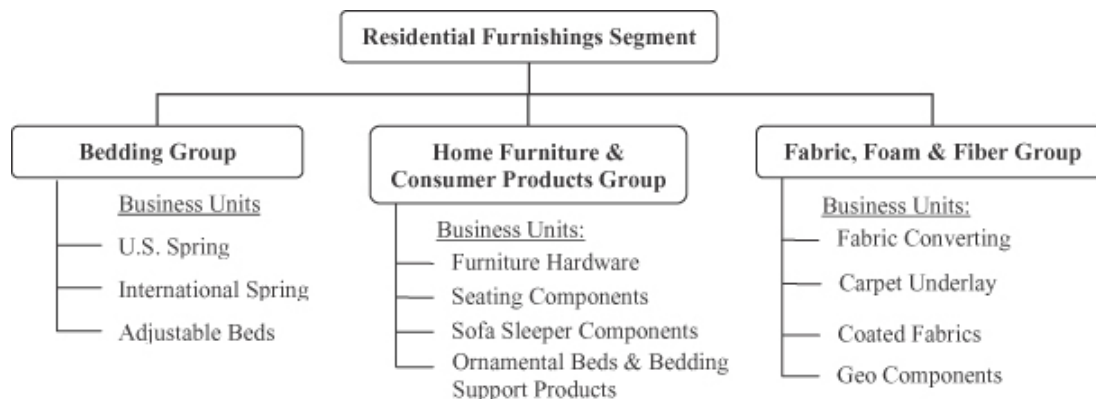 Residential Furnishings Segment
Bedding Group
Business Units
U.S. Spring
International Spring
Adjustable Beds
Home Furniture &
Consumer Products Group
Business Units:
Furniture Hardware
Seating Components
Sofa Sleeper Components
Ornamental Beds & Bedding
Support Products
Fabric, Foam & Fiber Group
Business Units:
Fabric Converting
Carpet Underlay
Coated Fabrics
Geo Components